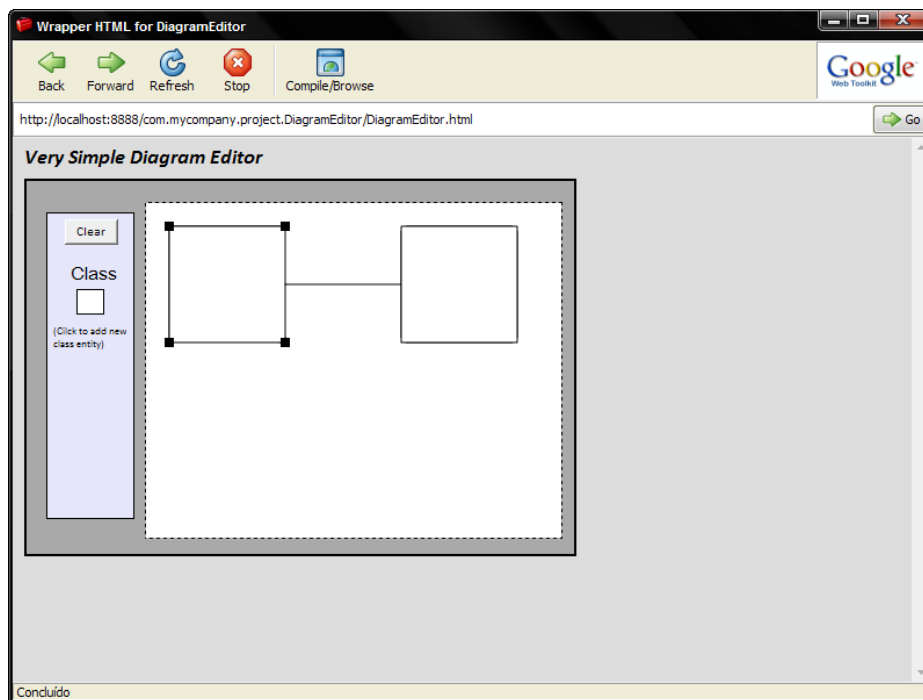 Wrapper HTML for DiagramEditor
Back Forward Refresh Stop Compile/Browse
Google
Web Toolkit
http://localhost:8888/com.mycompany.project.DiagramEditor/DiagramEditor.html Go
Very Simple Diagram Editor
Clear
Class
(Click to add new
class entity)
Concluído